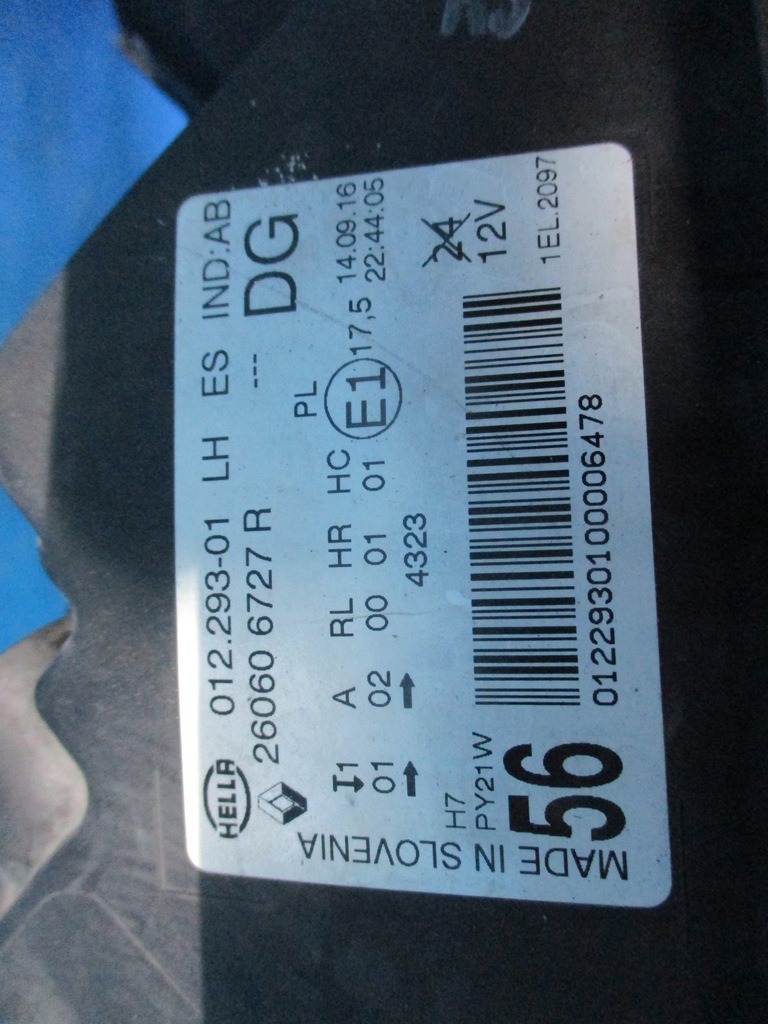 HELLA 012.293-01 LH ES IND:AB
26060 6727 R --- DG
PL
I1 A RL HR HC E1 17,5 14.09.16
01 02 00 01 01 22:44:05
4323
H7
PY21W
24
12V
56
0122930100006478
1EL.2097
MADE IN SLOVENIA